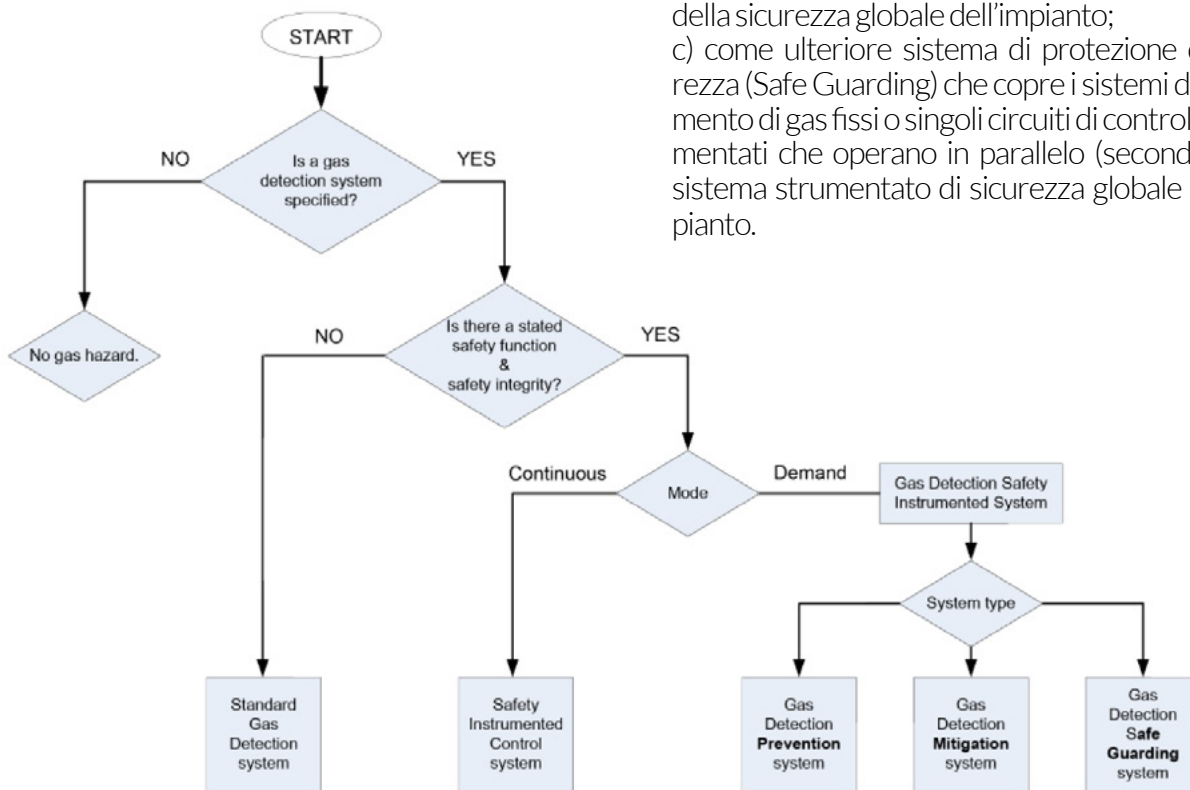 della sicurezza globale dell'impianto;
c) come ulteriore sistema di protezione
rezza (Safe Guarding) che copre i sistemi
mento di gas fissi o singoli circuiti di
mentati che operano in parallelo
sistema strumentato di sicurezza globale
pianto.
START
NO
YES
Is a gas
detection system
specified?
No gas hazard.
NO
YES
Is there a stated
safety function
&
safety integrity?
Continuous
Demand
Mode
Gas Detection Safety
Instrumented System
System type
Standard
Gas
Detection
system
Safety
Instrumented
Control
system
Gas
Detection
Prevention
system
Gas
Detection
Mitigation
system
Gas
Detection
Safe
Guarding
system